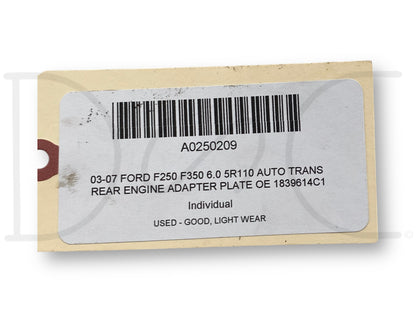 A0250209
03-07 FORD F250 F350 6.0 5R110 AUTO TRANS
REAR ENGINE ADAPTER PLATE OE 1839614C1
Individual
USED - GOOD, LIGHT WEAR